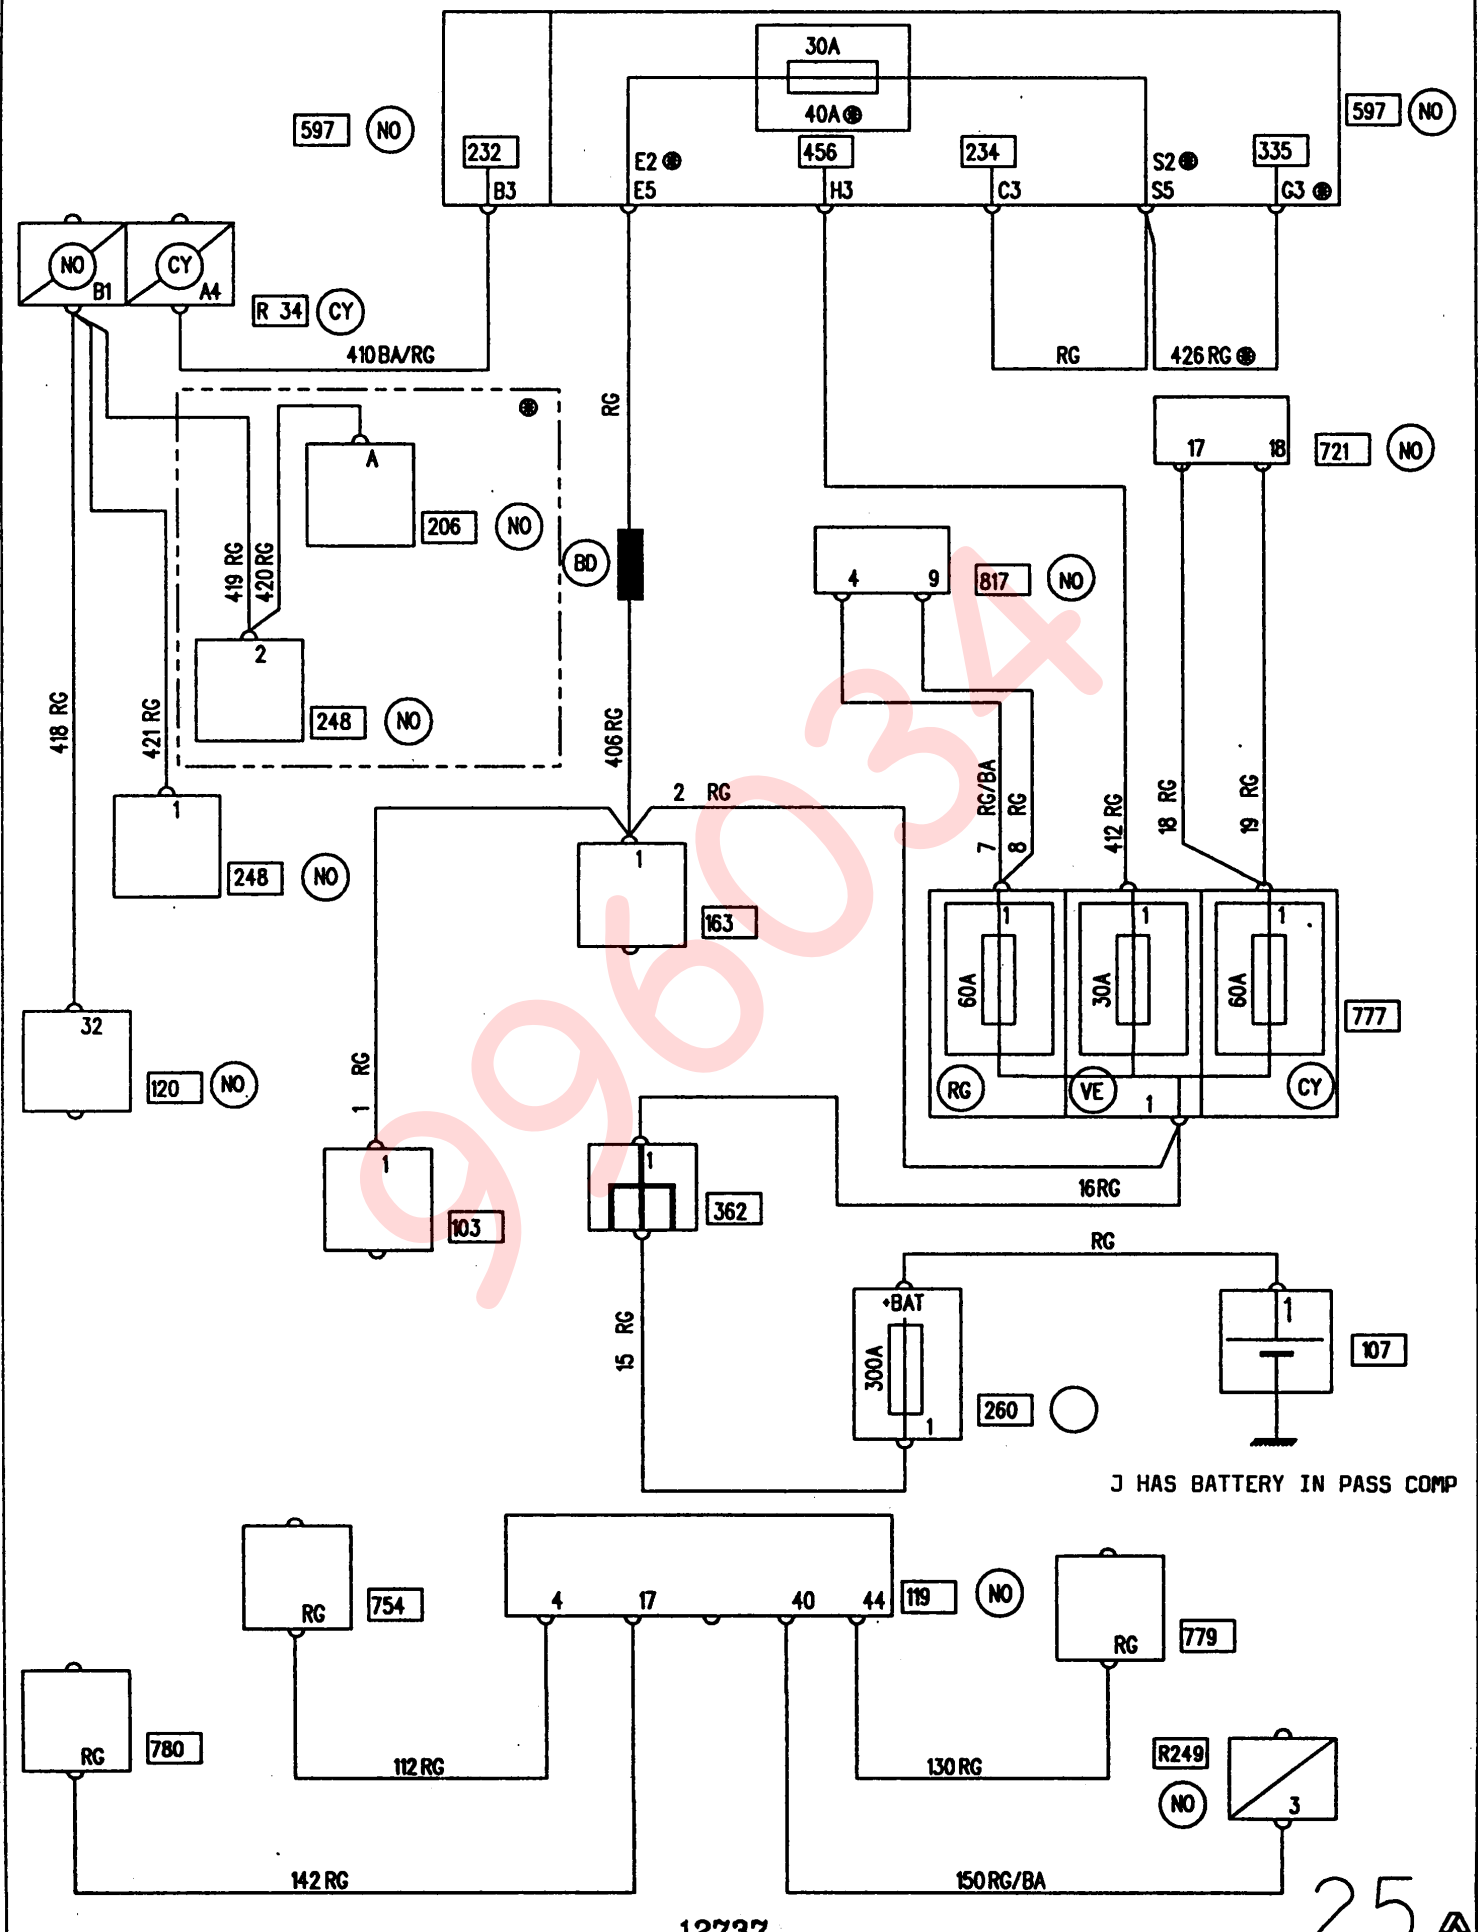 30A
40A
597
NO
597
NO
232
456
234
335
E2
S2
B3
E5
H3
C3
S5
G3
NO
CY
B1
A4
R 34
CY
410 BA/RG
RG
426 RG
RG
A
17
18
721
NO
206
NO
419 RG
420 RG
BD
4
9
817
NO
2
248
NO
418 RG
421 RG
406 RG
2 RG
7 RG/BA
8 RG
412 RG
18 RG
19 RG
1
248
NO
1
163
1
1
1
60A
30A
60A
777
32
120
NO
1 RG
RG
VE
CY
1
1
103
1
362
16 RG
RG
15 RG
+BAT
300A
1
260
1
107
J HAS BATTERY IN PASS COMP
RG
754
4
17
40
44
119
NO
RG
779
RG
780
112 RG
130 RG
R249
NO
3
142 RG
150 RG/BA
25
12737
996034